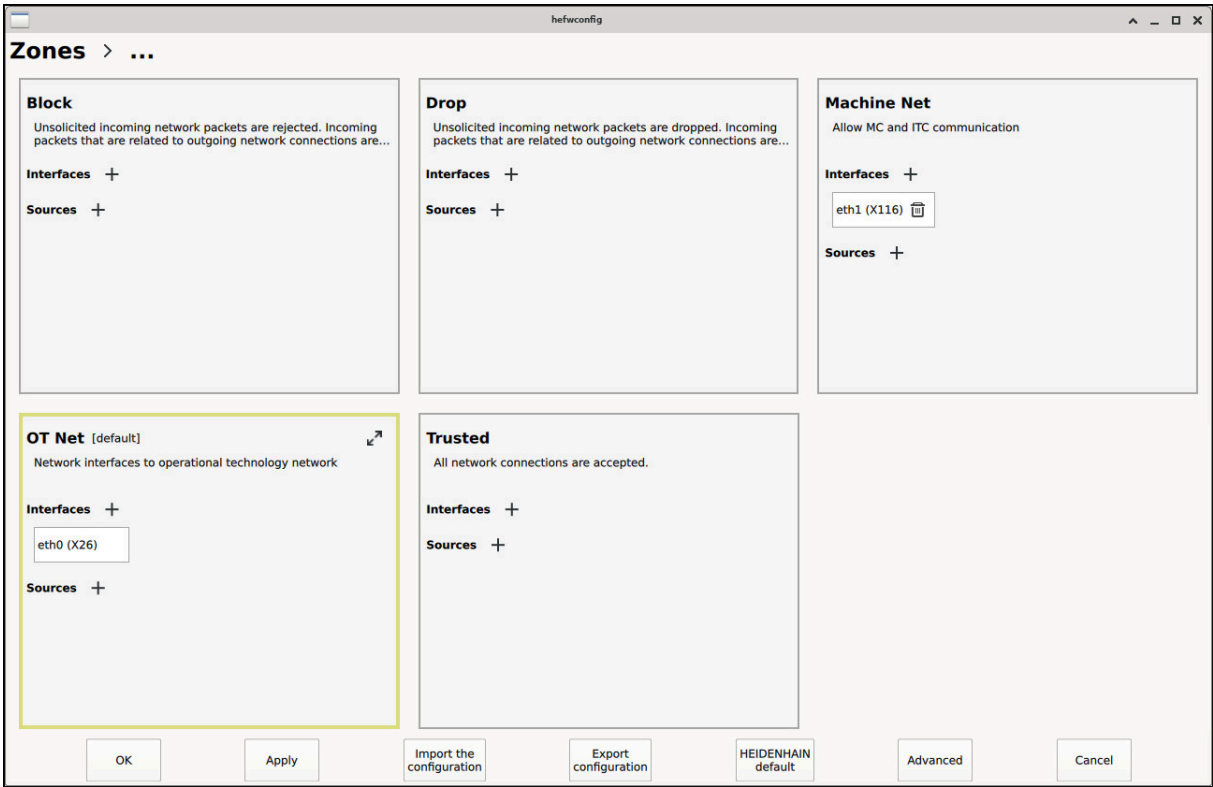 hefwconfig
Zones > ...
Block
Unsolicited incoming network packets are rejected. Incoming
packets that are related to outgoing network connections are...
Interfaces +
Sources +
Drop
Unsolicited incoming network packets are dropped. Incoming
packets that are related to outgoing network connections are...
Interfaces +
Sources +
Machine Net
Allow MC and ITC communication
Interfaces +
eth1 (X116)
Sources +
OT Net [default]
Network interfaces to operational technology network
Interfaces +
eth0 (X26)
Sources +
Trusted
All network connections are accepted.
Interfaces +
Sources +
OK
Apply
Import the
configuration
Export
configuration
HEIDENHAIN
default
Advanced
Cancel